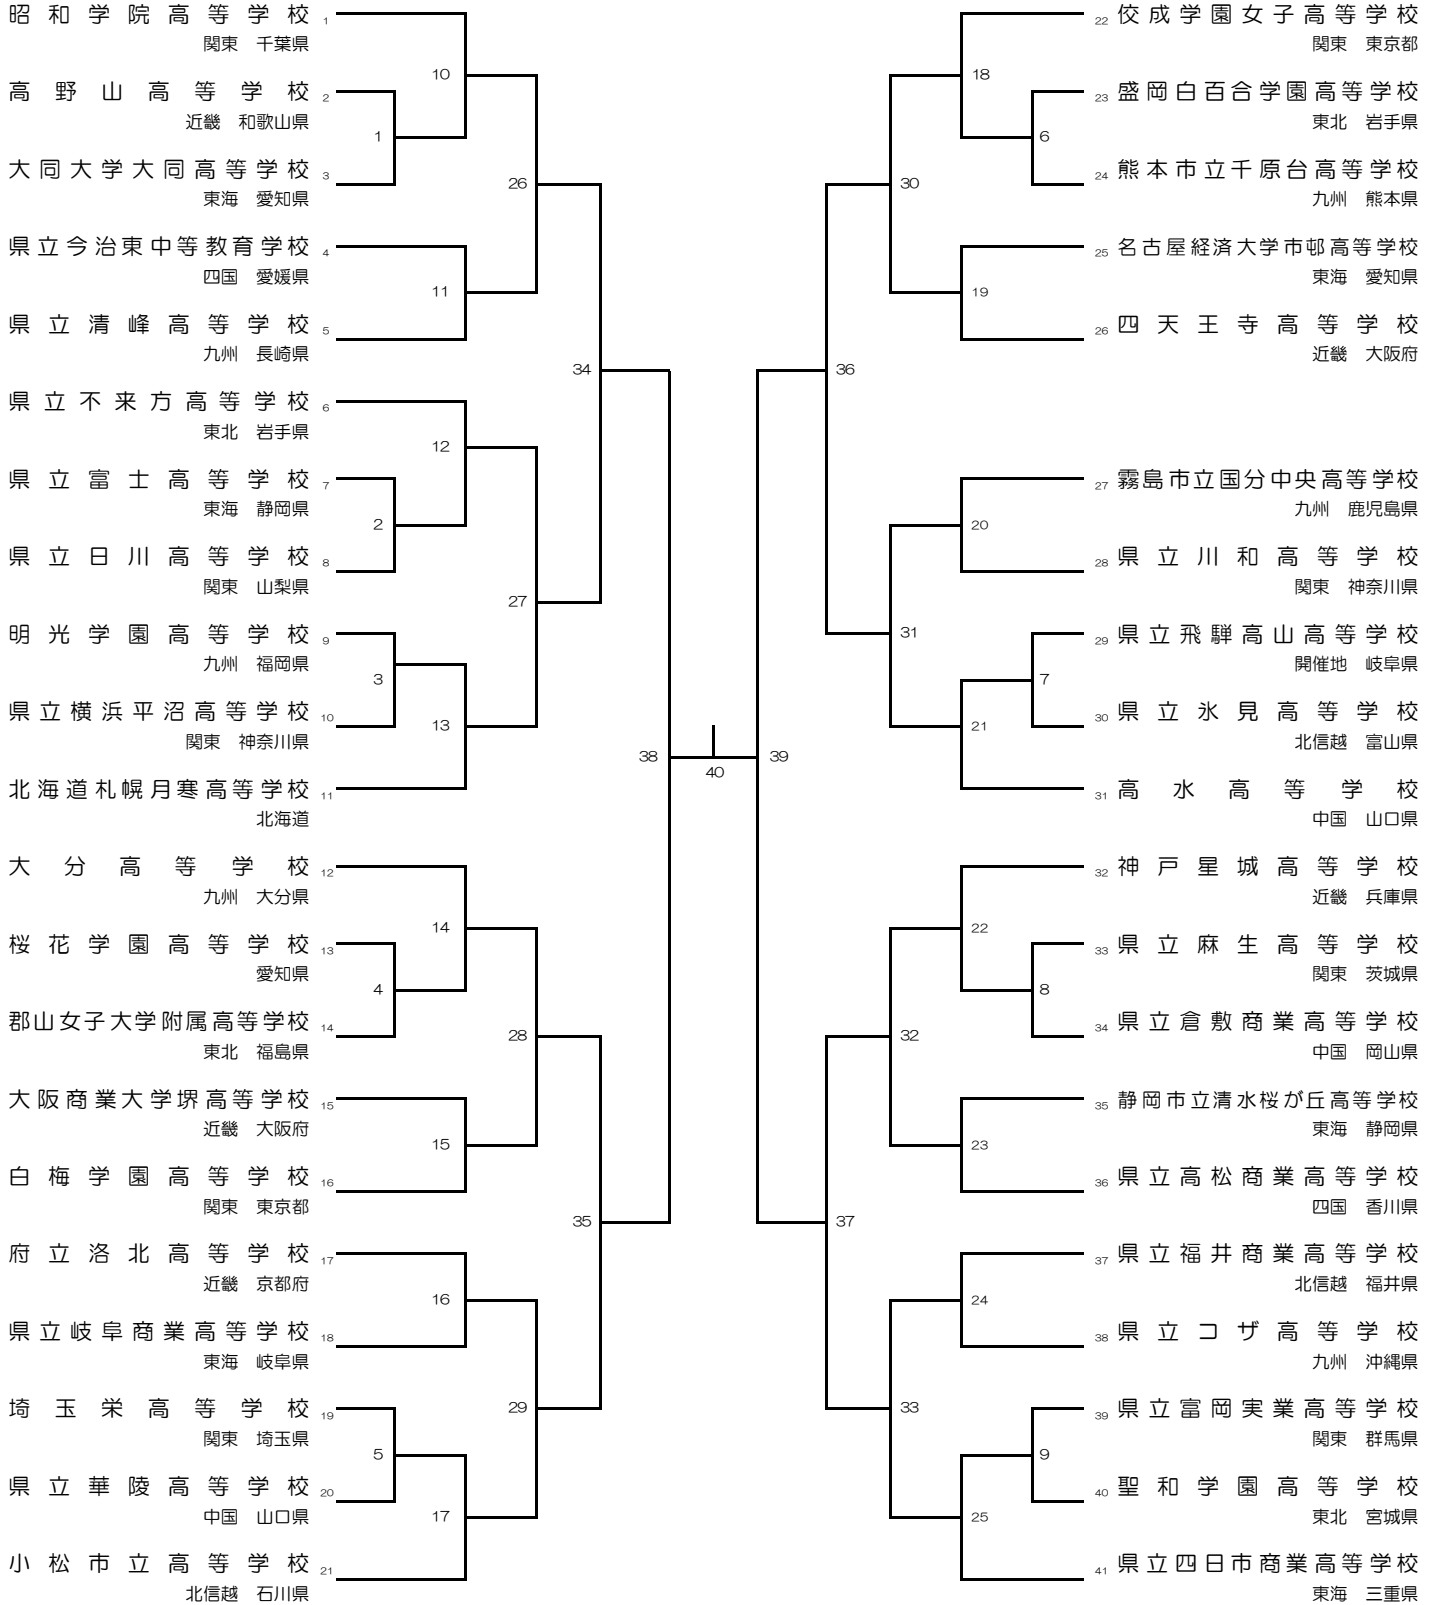 昭和学院高等学校 1
関東 千葉県
高野山高等学校 2
近畿 和歌山県
大同大学大同高等学校 3
東海 愛知県
県立今治東中等教育学校 4
四国 愛媛県
県立清峰高等学校 5
九州 長崎県
県立不来方高等学校 6
東北 岩手県
県立富士高等学校 7
東海 静岡県
県立日川高等学校 8
関東 山梨県
明光学園高等学校 9
九州 福岡県
県立横浜平沼高等学校 10
関東 神奈川県
北海道札幌月寒高等学校 11
北海道
大分高等学校 12
九州 大分県
桜花学園高等学校 13
愛知県
郡山女子大学附属高等学校 14
東北 福島県
大阪商業大学堺高等学校 15
近畿 大阪府
白梅学園高等学校 16
関東 東京都
府立洛北高等学校 17
近畿 京都府
県立岐阜商業高等学校 18
東海 岐阜県
埼玉栄高等学校 19
関東 埼玉県
県立華陵高等学校 20
中国 山口県
小松市立高等学校 21
北信越 石川県
1
2
3
4
5
10
11
12
13
14
15
16
17
26
27
28
29
34
35
38
40
39
36
37
30
31
32
33
18
19
20
21
22
23
24
25
6
7
8
9
22 佼成学園女子高等学校
関東 東京都
23 盛岡白百合学園高等学校
東北 岩手県
24 熊本市立千原台高等学校
九州 熊本県
25 名古屋経済大学市邨高等学校
東海 愛知県
26 四天王寺高等学校
近畿 大阪府
27 霧島市立国分中央高等学校
九州 鹿児島県
28 県立川和高等学校
関東 神奈川県
29 県立飛騨高山高等学校
開催地 岐阜県
30 県立氷見高等学校
北信越 富山県
31 高水高等学校
中国 山口県
32 神戸星城高等学校
近畿 兵庫県
33 県立麻生高等学校
関東 茨城県
34 県立倉敷商業高等学校
中国 岡山県
35 静岡市立清水桜が丘高等学校
東海 静岡県
36 県立高松商業高等学校
四国 香川県
37 県立福井商業高等学校
北信越 福井県
38 県立コザ高等学校
九州 沖縄県
39 県立富岡実業高等学校
関東 群馬県
40 聖和学園高等学校
東北 宮城県
41 県立四日市商業高等学校
東海 三重県